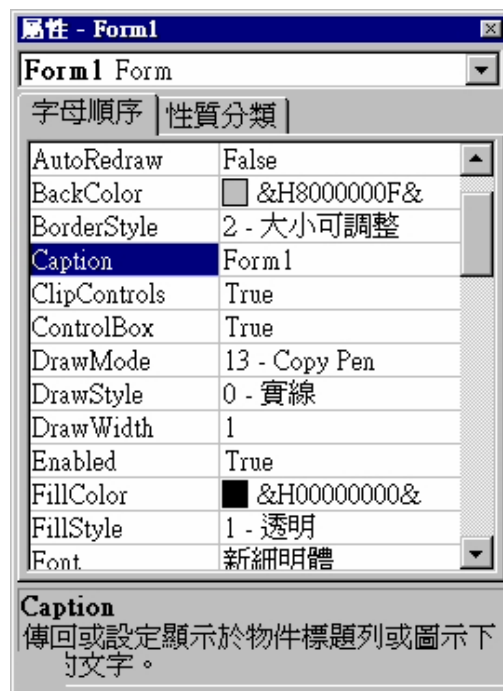 屬性 - Form1
Form1 Form
字母順序 性質分類
AutoRedraw False
BackColor &H8000000F&
BorderStyle 2 - 大小可調整
Caption Form1
ClipControls True
ControlBox True
DrawMode 13 - Copy Pen
DrawStyle 0 - 實線
DrawWidth 1
Enabled True
FillColor &H00000000&
FillStyle 1 - 透明
Font 新細明體
Caption
傳回或設定顯示於物件標題列或圖示下
的文字。